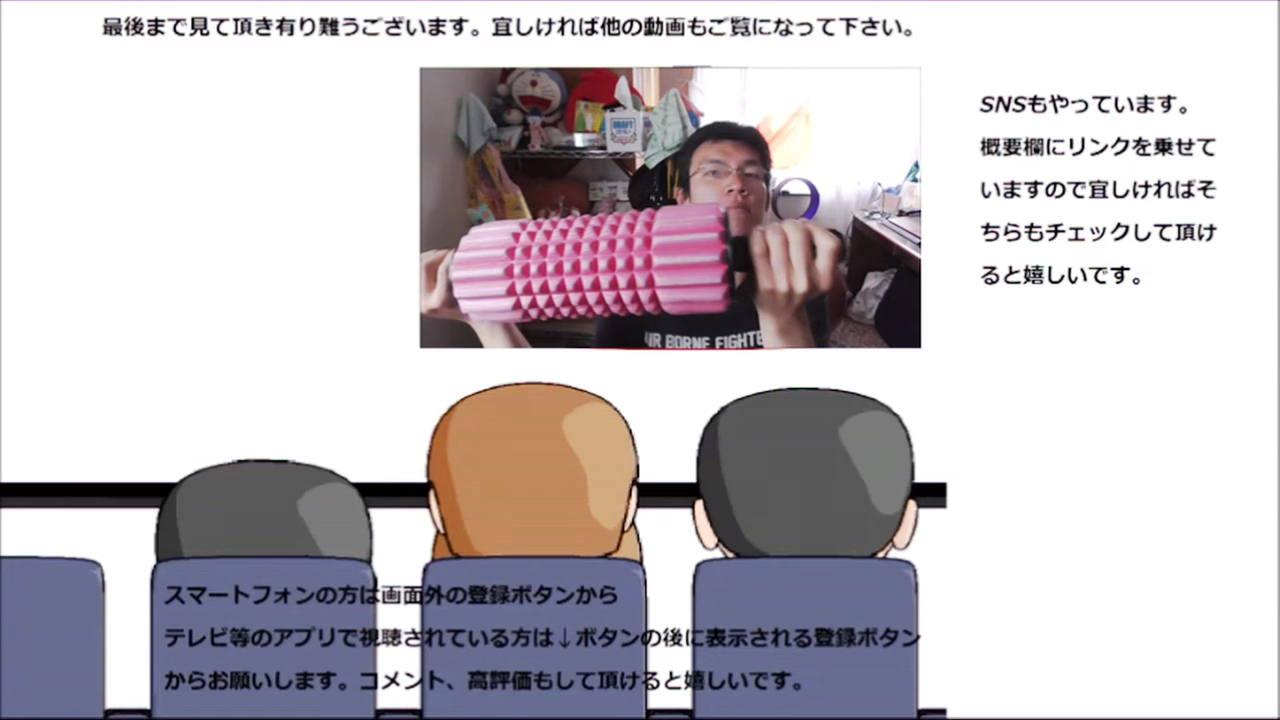 最後まで見て頂き有り難うございます。宜しければ他の動画もご覧になって下さい。
SNSもやっています。
概要欄にリンクを乗せて
いますので宜しければそ
ちらもチェックして頂け
ると嬉しいです。
DRAFT
AIR BORNE FIGHTE
スマートフォンの方は画面外の登録ボタンから
テレビ等のアプリで視聴されている方は↓ボタンの後に表示される登録ボタン
からお願いします。コメント、高評価もして頂けると嬉しいです。